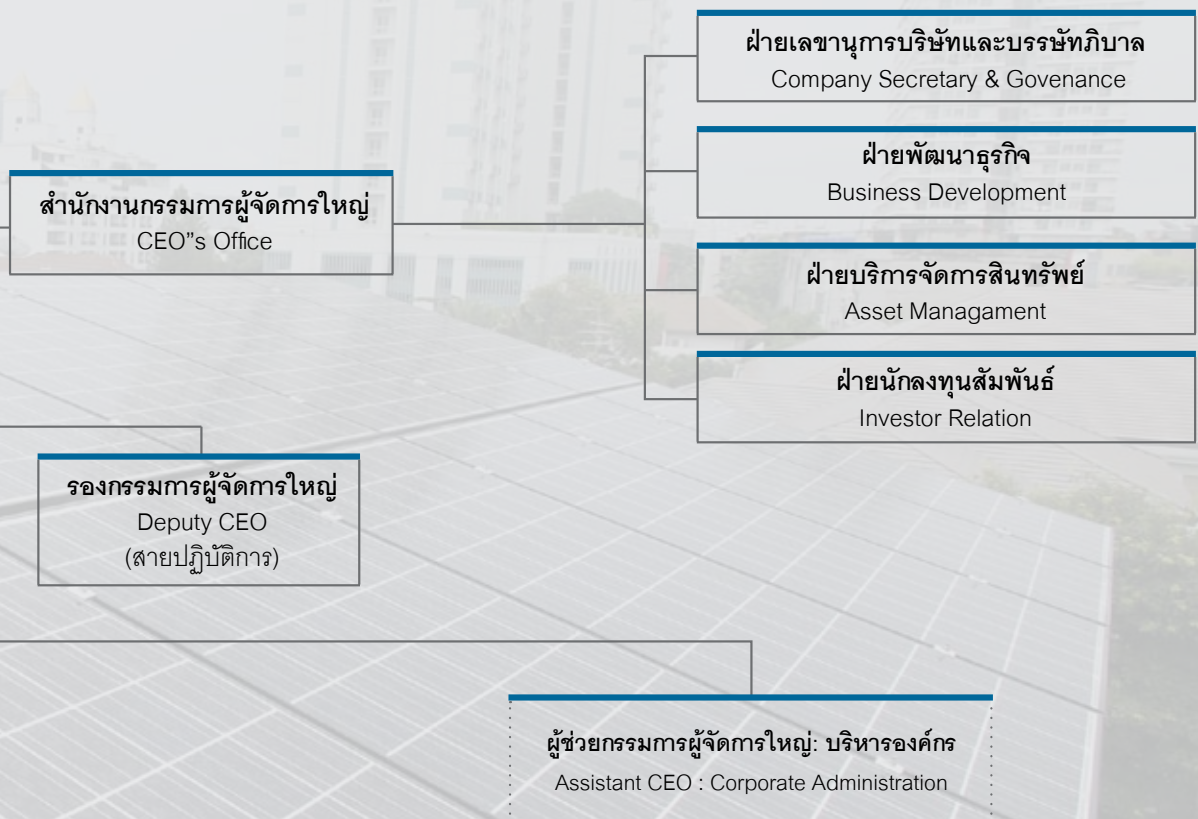 ฝ่ายเลขานุการบริษัทและบรรษัทภิบาล
Company Secretary & Govenance
ฝ่ายพัฒนาธุรกิจ
Business Development
สำนักงานกรรมการผู้จัดการใหญ่
CEO"s Office
ฝ่ายบริการจัดการสินทรัพย์
Asset Managament
ฝ่ายนักลงทุนสัมพันธ์
Investor Relation
รองกรรมการผู้จัดการใหญ่
Deputy CEO
(สายปฏิบัติการ)
ผู้ช่วยกรรมการผู้จัดการใหญ่: บริหารองค์กร
Assistant CEO : Corporate Administration